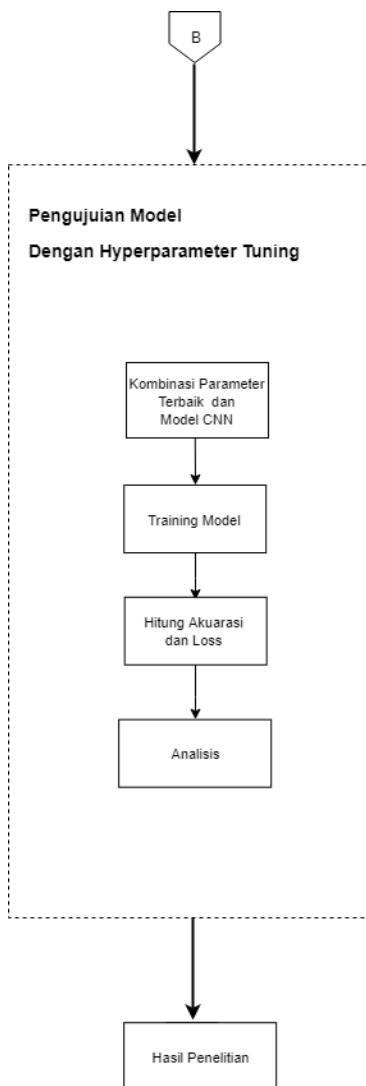 B
Pengujuian Model
Dengan Hyperparameter Tuning
Kombinasi Parameter
Terbaik dan
Model CNN
Training Model
Hitung Akuarasi
dan Loss
Analisis
Hasil Penelitian